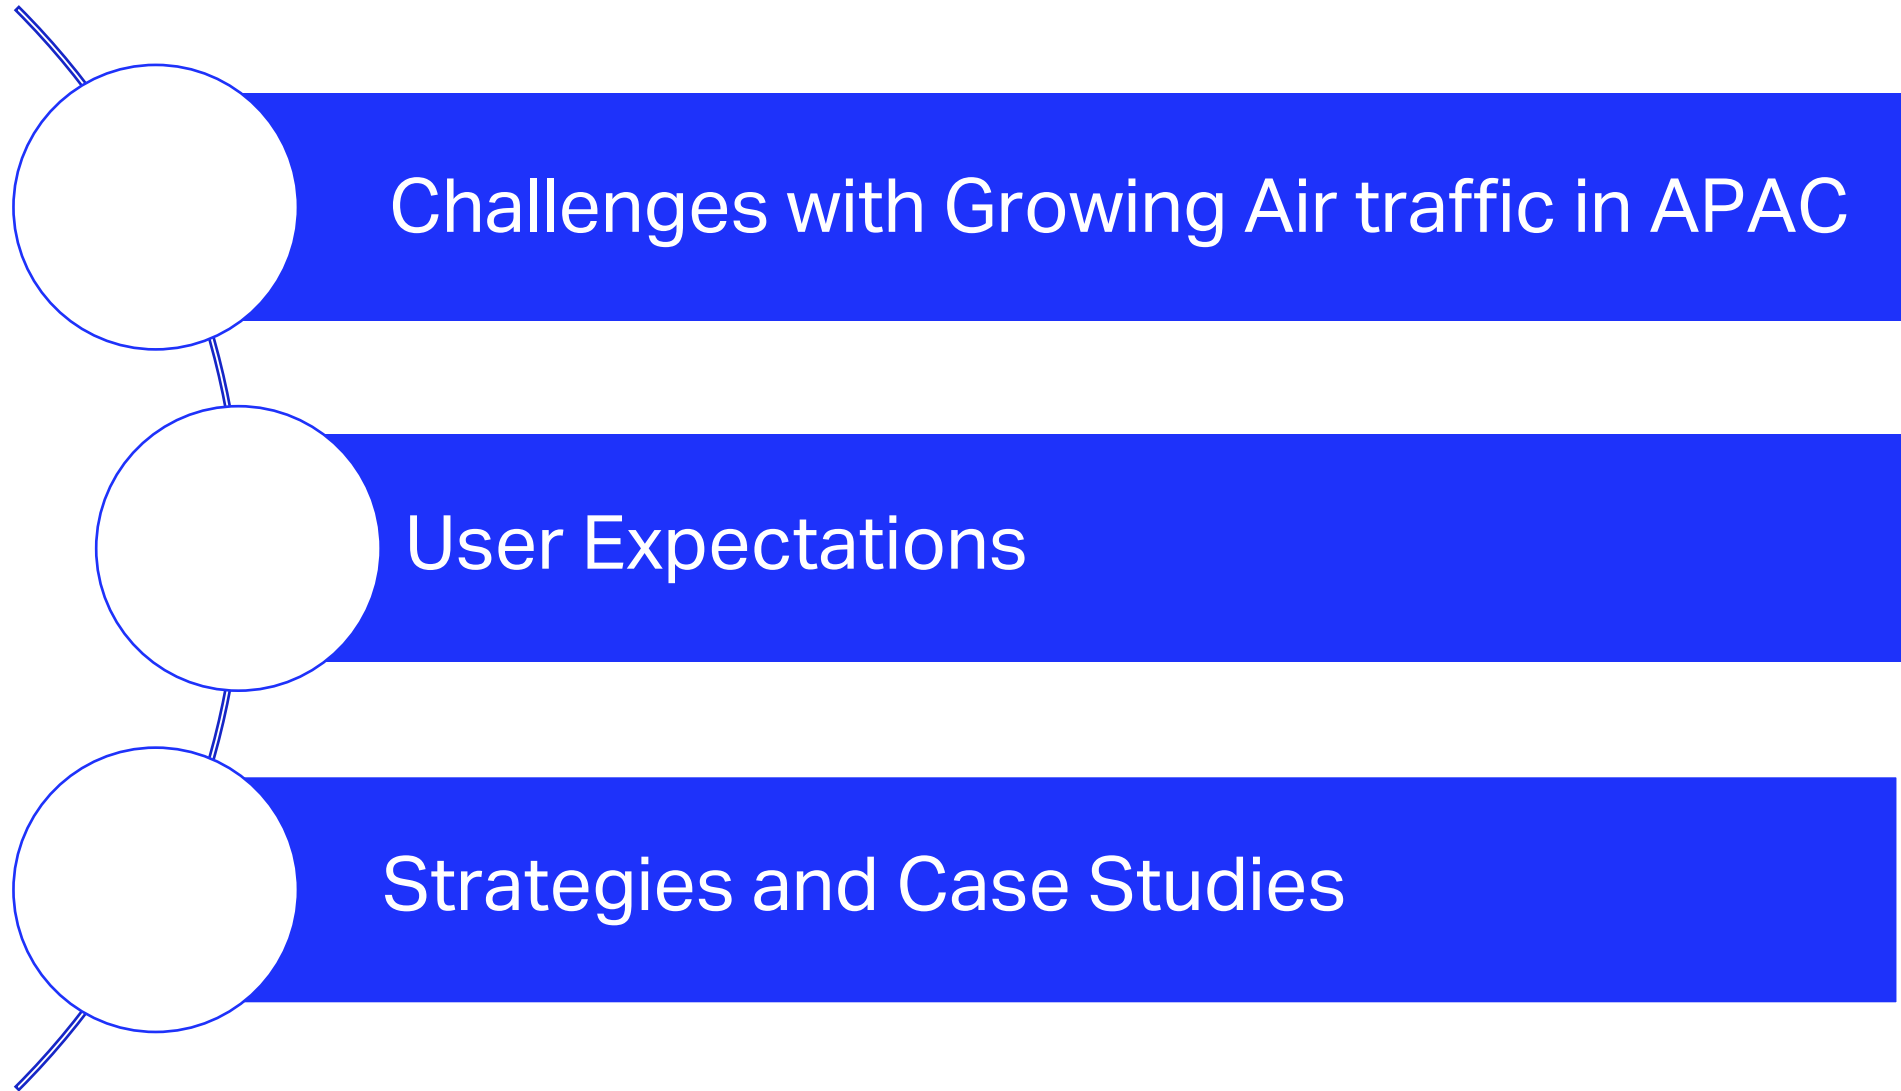 Challenges with Growing Air traffic in APAC
User Expectations
Strategies and Case Studies